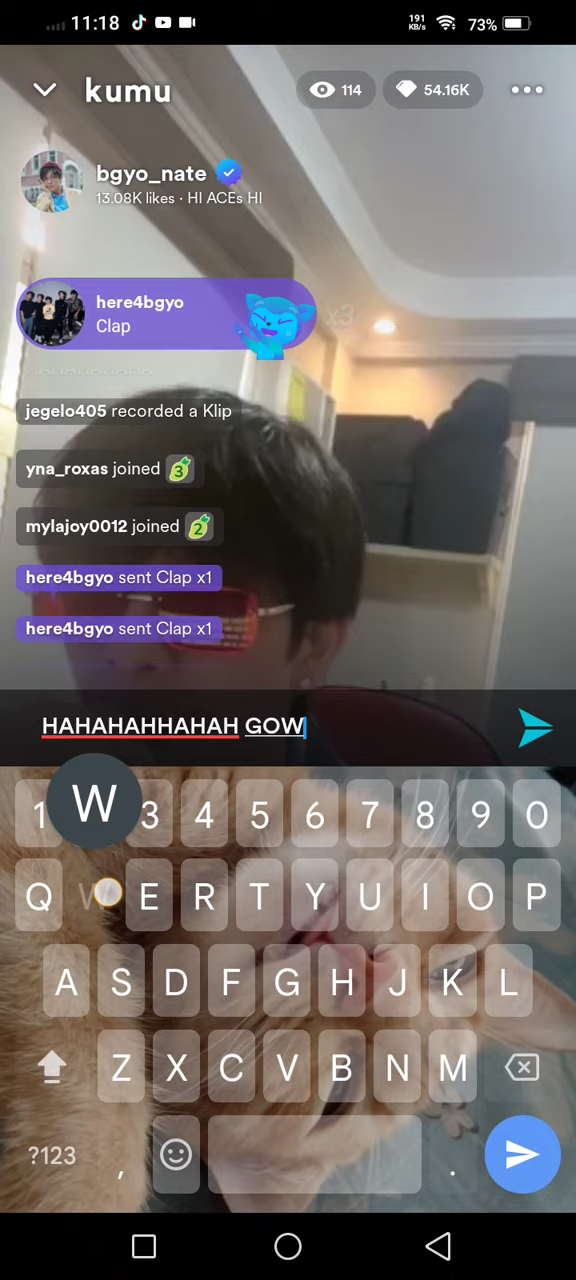 11:18
191 KB/s
73%
kumu
114
54.16K
bgyo_nate
13.08K likes · HI ACEs HI
here4bgyo
Clap
x3
jegelo405 recorded a Klip
yna_roxas joined 3
mylajoy0012 joined 2
here4bgyo sent Clap x1
here4bgyo sent Clap x1
HAHAHAHHAHAH GOW
W
1 3 4 5 6 7 8 9 0
Q W E R T Y U I O P
A S D F G H J K L
Z X C V B N M
?123 , .